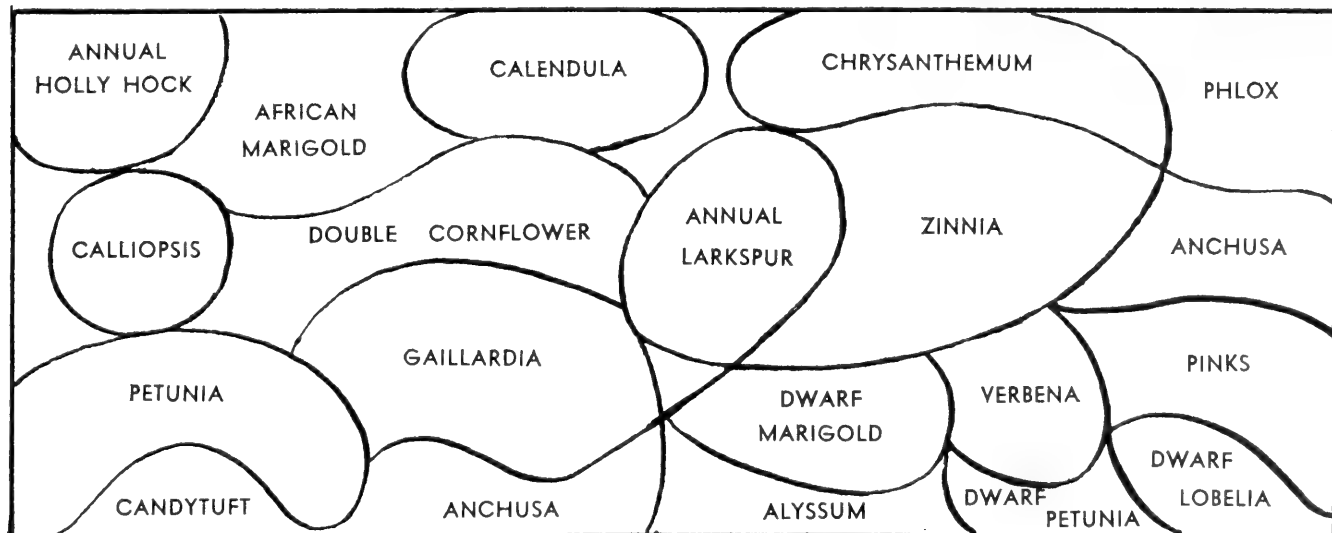 ANNUAL
HOLLY HOCK
AFRICAN
MARIGOLD
CALENDULA
CHRYSANTHEMUM
PHLOX
CALLIOPSIS
DOUBLE CORNFLOWER
ANNUAL
LARKSPUR
ZINNIA
ANCHUSA
PETUNIA
GAILLARDIA
DWARF
MARIGOLD
VERBENA
PINKS
CANDYTUFT
ANCHUSA
ALYSSUM
DWARF
PETUNIA
DWARF
LOBELIA